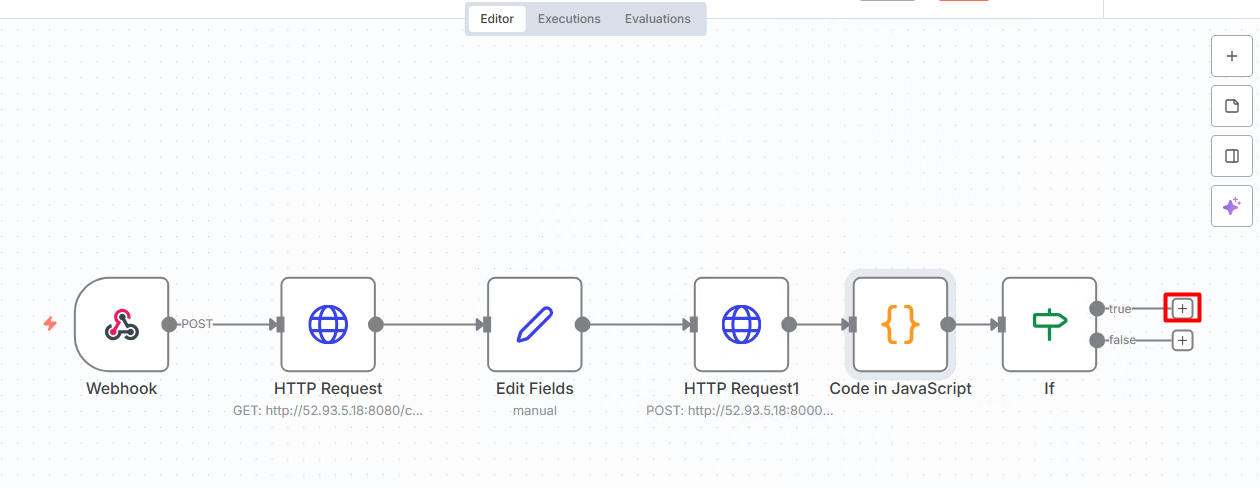 Editor Executions Evaluations
POST
true
false
Webhook
HTTP Request
GET: http://52.93.5.18:8080/c...
Edit Fields
manual
HTTP Request1
POST: http://52.93.5.18:8000...
Code in JavaScript
If